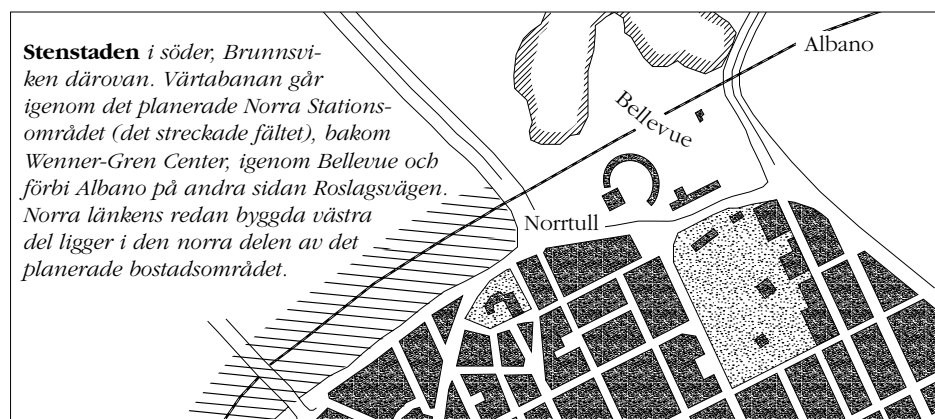 Stenstaden i söder, Brunnsvi-
ken därovan. Värtabanan går
igenom det planerade Norra Stations-
området (det streckade fältet), bakom
Wenner-Gren Center, igenom Bellevue och
förbi Albano på andra sidan Roslagsvägen.
Norra länkens redan byggda västra
del ligger i den norra delen av det
planerade bostadsområdet.
Albano
Bellevue
Norrtull